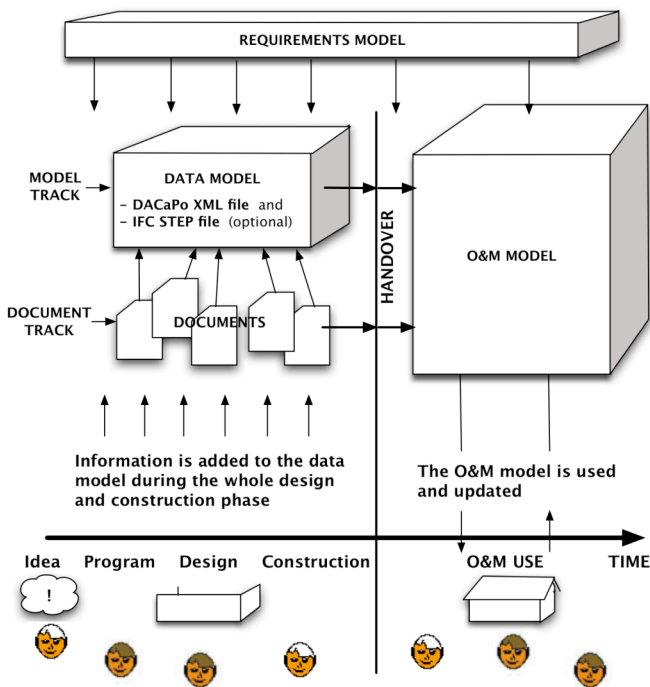 REQUIREMENTS MODEL
MODEL
TRACK
DATA MODEL
– DACaPo XML file and
– IFC STEP file (optional)
HANDOVER
O&M MODEL
DOCUMENT
TRACK
DOCUMENTS
Information is added to the data
model during the whole design
and construction phase
The O&M model is used
and updated
Idea Program Design Construction O&M USE TIME
!